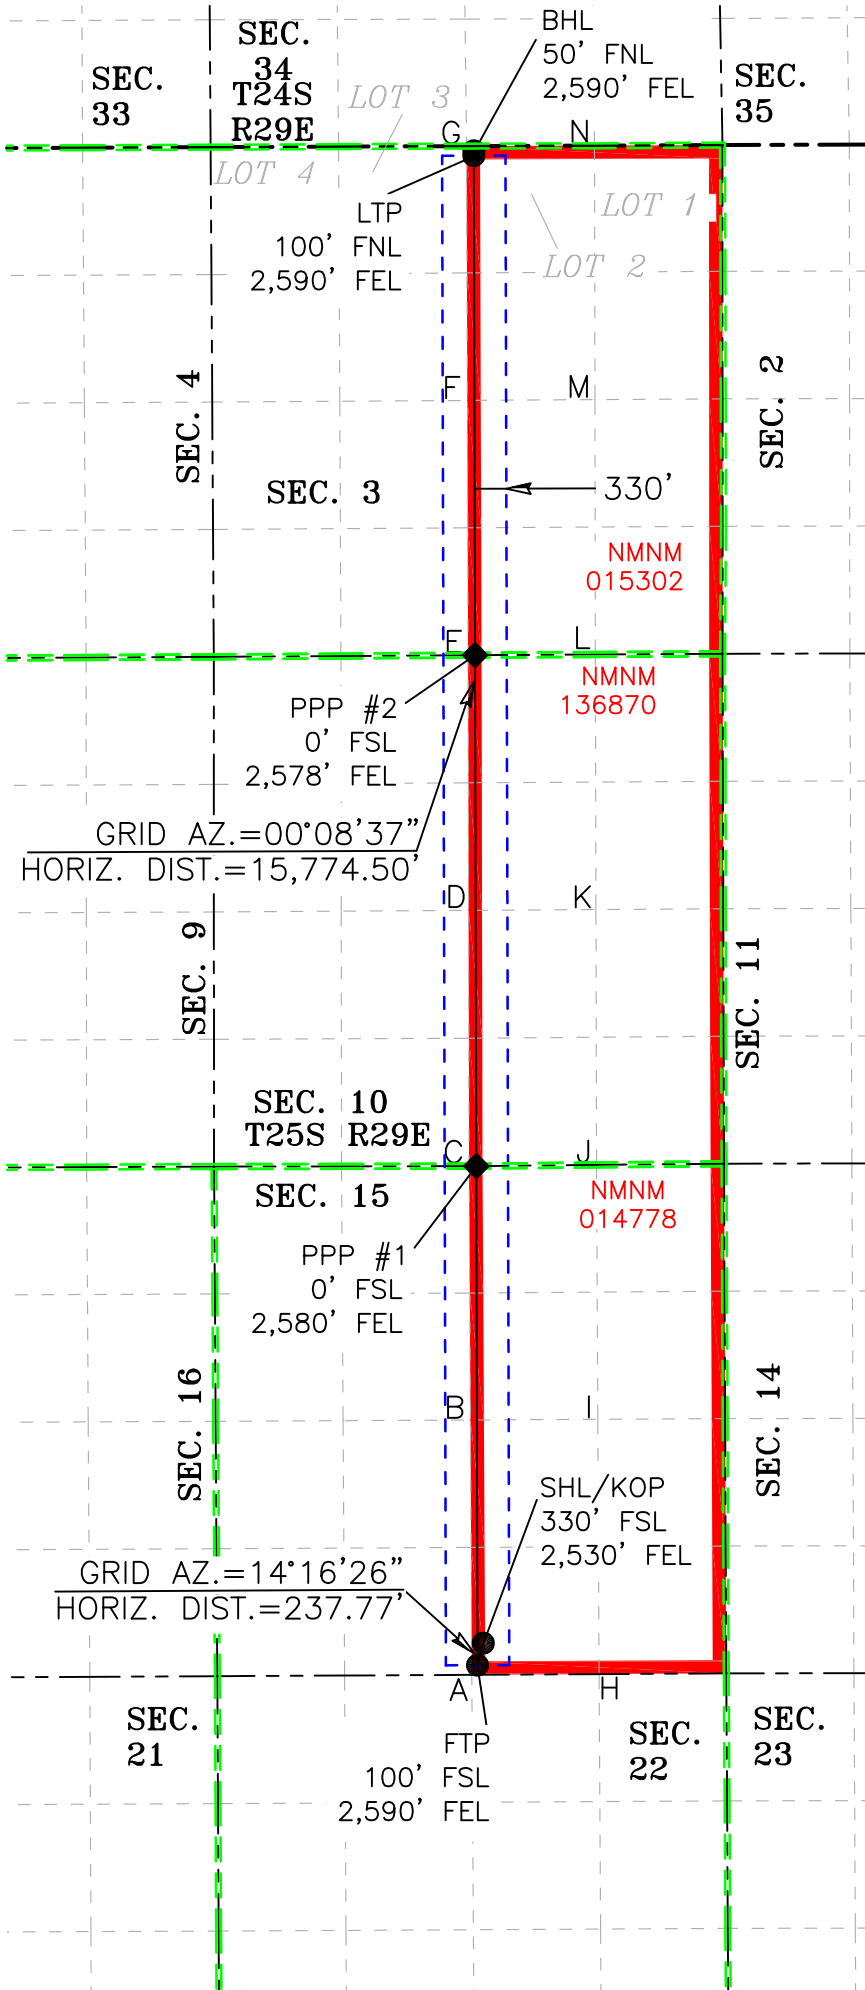 BHL
50' FNL
2,590' FEL
SEC.
34
T24S
R29E
SEC.
33
SEC.
35
LOT 3
LOT 4
G
N
LOT 1
LOT 2
LTP
100' FNL
2,590' FEL
F
M
SEC. 4
SEC. 2
SEC. 3
330'
NMNM
015302
E
L
NMNM
136870
PPP #2
0' FSL
2,578' FEL
GRID AZ.=00°08'37"
HORIZ. DIST.=15,774.50'
D
K
SEC. 9
SEC. 11
SEC. 10
T25S R29E
C
J
SEC. 15
NMNM
014778
PPP #1
0' FSL
2,580' FEL
B
I
SEC. 16
SEC. 14
SHL/KOP
330' FSL
2,530' FEL
GRID AZ.=14°16'26"
HORIZ. DIST.=237.77'
A
H
SEC.
21
SEC.
22
SEC.
23
FTP
100' FSL
2,590' FEL